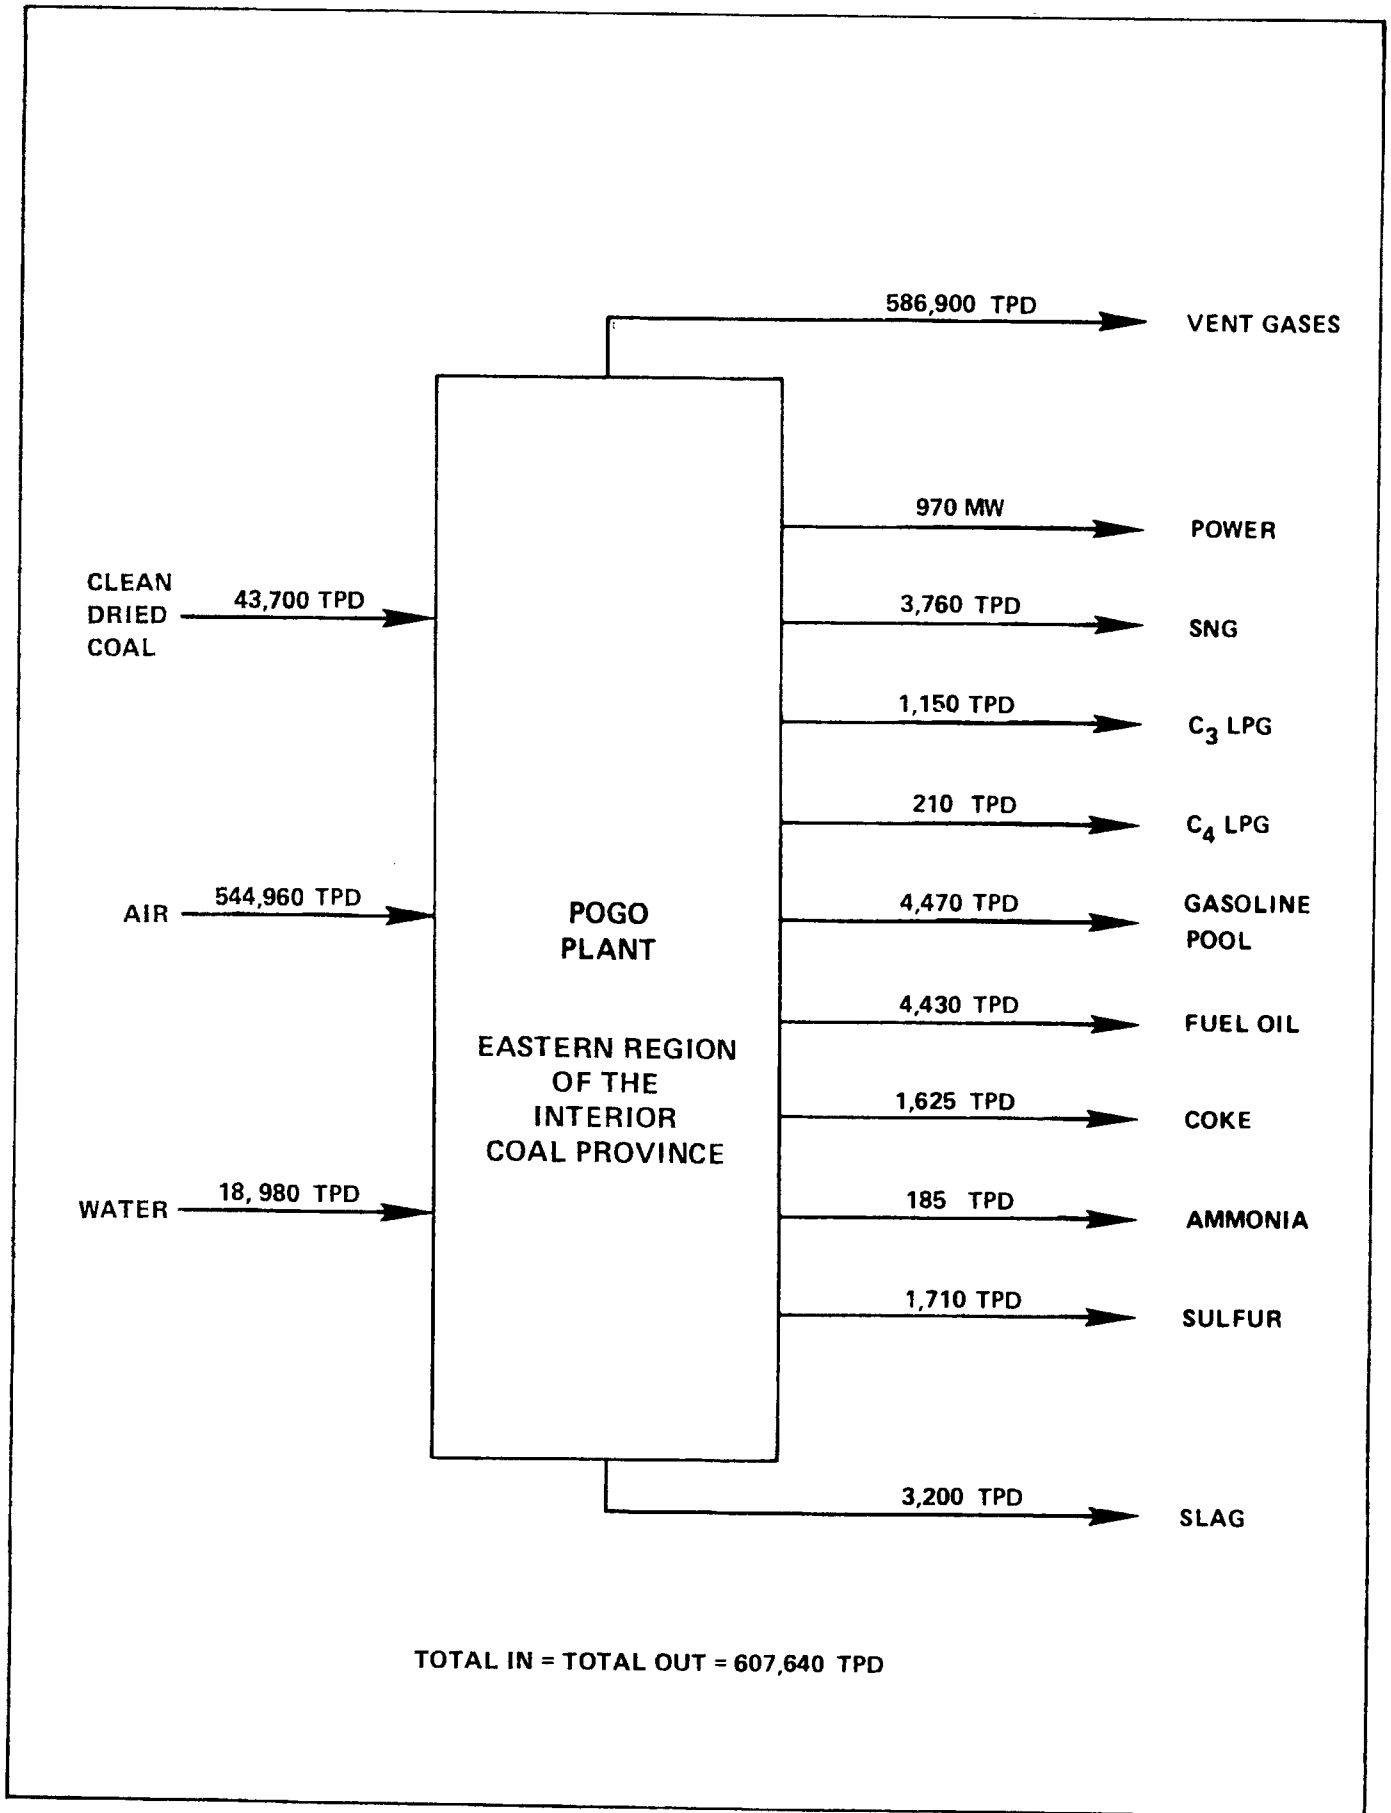 586,900 TPD
VENT GASES
970 MW
POWER
CLEAN
DRIED
COAL
43,700 TPD
3,760 TPD
SNG
1,150 TPD
C3 LPG
210 TPD
C4 LPG
AIR
544,960 TPD
POGO
PLANT
4,470 TPD
GASOLINE
POOL
4,430 TPD
FUEL OIL
EASTERN REGION
OF THE
INTERIOR
COAL PROVINCE
1,625 TPD
COKE
WATER
18,980 TPD
185 TPD
AMMONIA
1,710 TPD
SULFUR
3,200 TPD
SLAG
TOTAL IN = TOTAL OUT = 607,640 TPD